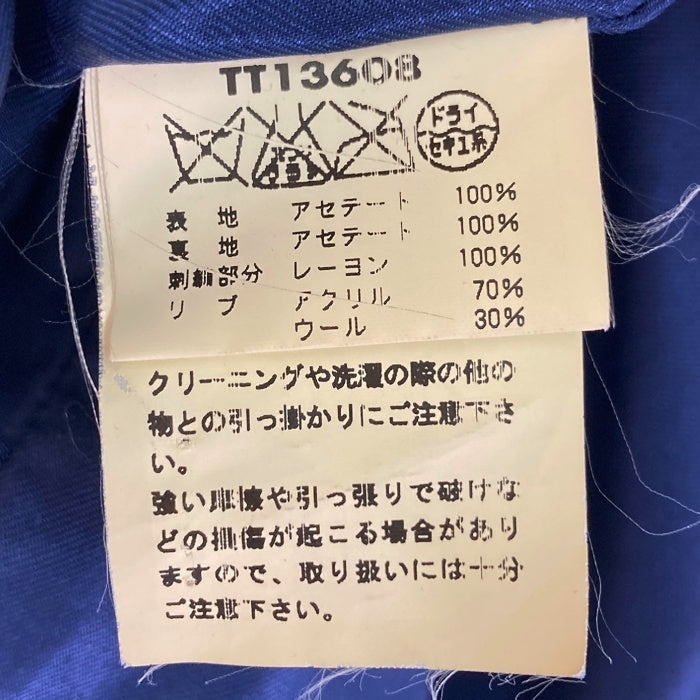 TT13608
ドライ
セキユ系
表 地 アセテート 100%
裏 地 アセテート 100%
刺繍部分 レーヨン 100%
リ ブ アクリル 70%
ウール 30%
クリーニングや洗濯の際の他の
物との引っ掛かりにご注意下さ
い。
強い摩擦や引っ張りで破けな
どの損傷が起こる場合があり
ますので、取り扱いには十分
ご注意下さい。